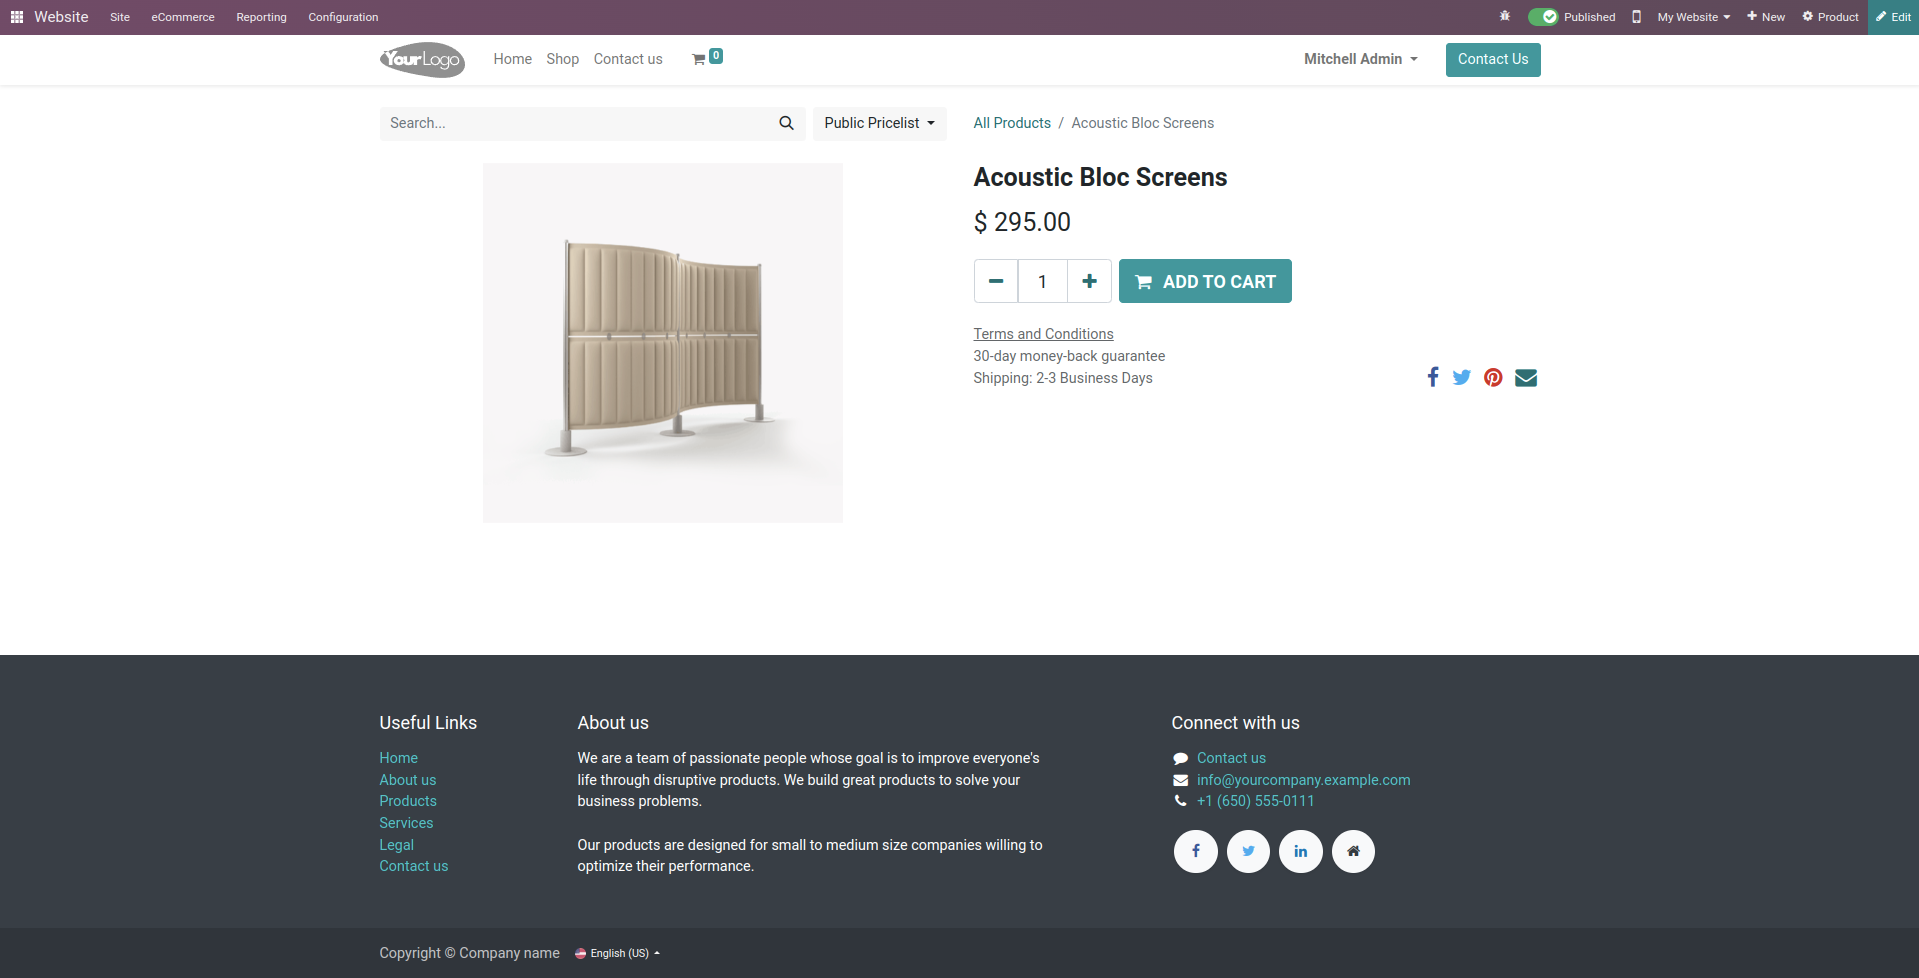 Website Site eCommerce Reporting Configuration Published My Website New Product Edit
YourLogo Home Shop Contact us 0 Mitchell Admin Contact Us
Search... Public Pricelist All Products / Acoustic Bloc Screens
Acoustic Bloc Screens
$ 295.00
1 ADD TO CART
Terms and Conditions
30-day money-back guarantee
Shipping: 2-3 Business Days
Useful Links
Home
About us
Products
Services
Legal
Contact us
About us
We are a team of passionate people whose goal is to improve everyone's
life through disruptive products. We build great products to solve your
business problems.
Our products are designed for small to medium size companies willing to
optimize their performance.
Connect with us
Contact us
info@yourcompany.example.com
+1 (650) 555-0111
Copyright © Company name English (US)